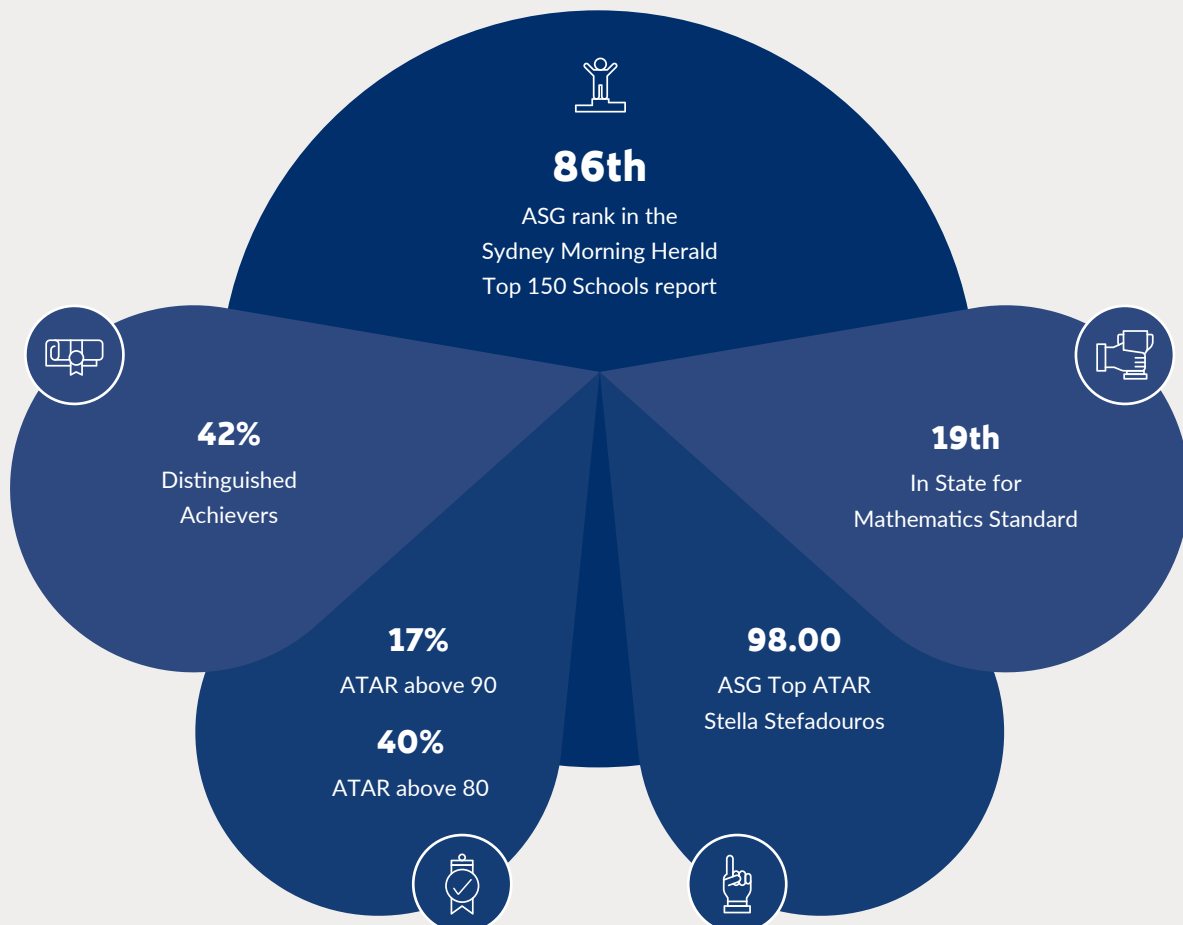 86th
ASG rank in the
Sydney Morning Herald
Top 150 Schools report
42%
Distinguished
Achievers
19th
In State for
Mathematics Standard
17%
ATAR above 90
40%
ATAR above 80
98.00
ASG Top ATAR
Stella Stefadouros